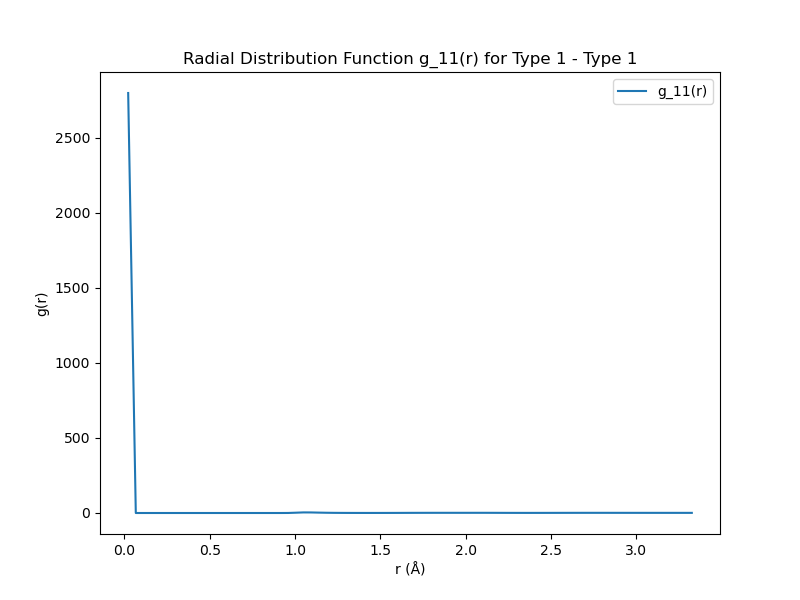 Radial Distribution Function g_11(r) for Type 1 - Type 1
g_11(r)
2500
2000
1500
1000
500
0
g(r)
0.0 0.5 1.0 1.5 2.0 2.5 3.0
r (Å)